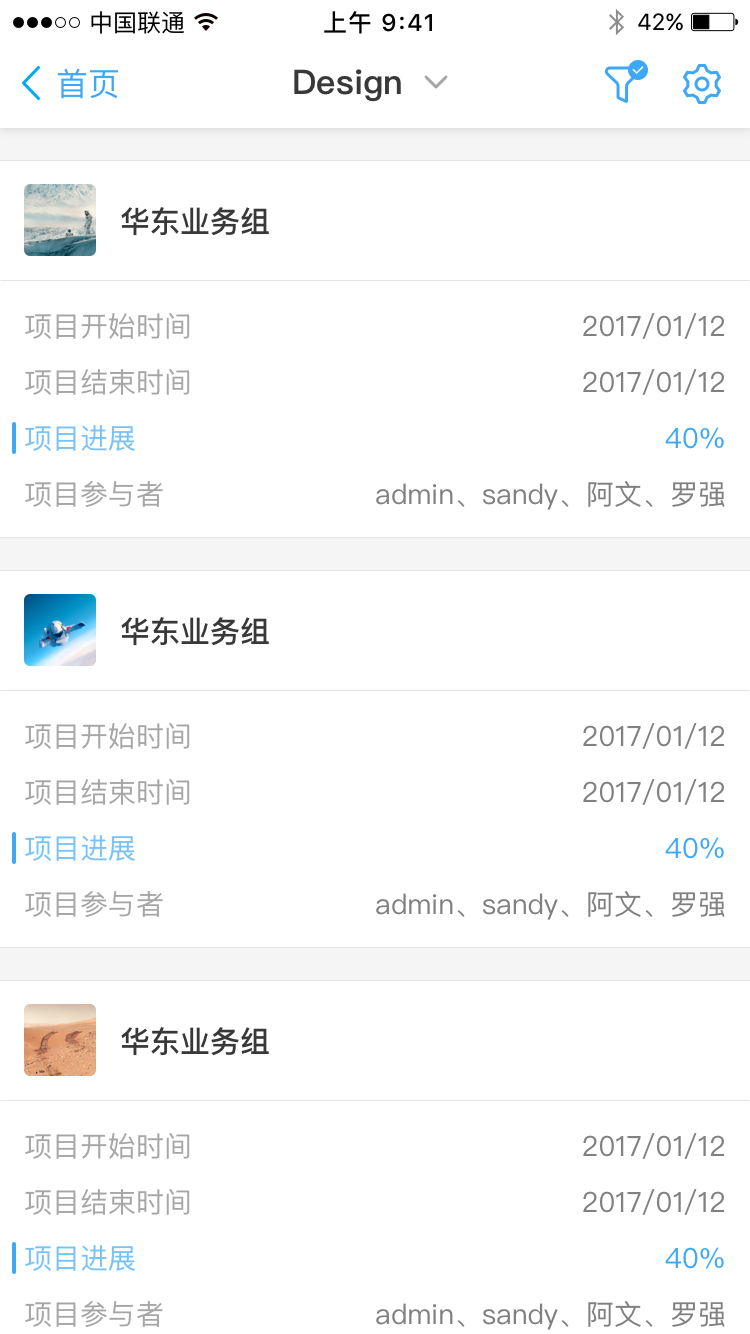 中国联通 上午 9:41 42%
首页 Design
华东业务组
项目开始时间 2017/01/12
项目结束时间 2017/01/12
项目进展 40%
项目参与者 admin、sandy、阿文、罗强
华东业务组
项目开始时间 2017/01/12
项目结束时间 2017/01/12
项目进展 40%
项目参与者 admin、sandy、阿文、罗强
华东业务组
项目开始时间 2017/01/12
项目结束时间 2017/01/12
项目进展 40%
项目参与者 admin、sandy、阿文、罗强